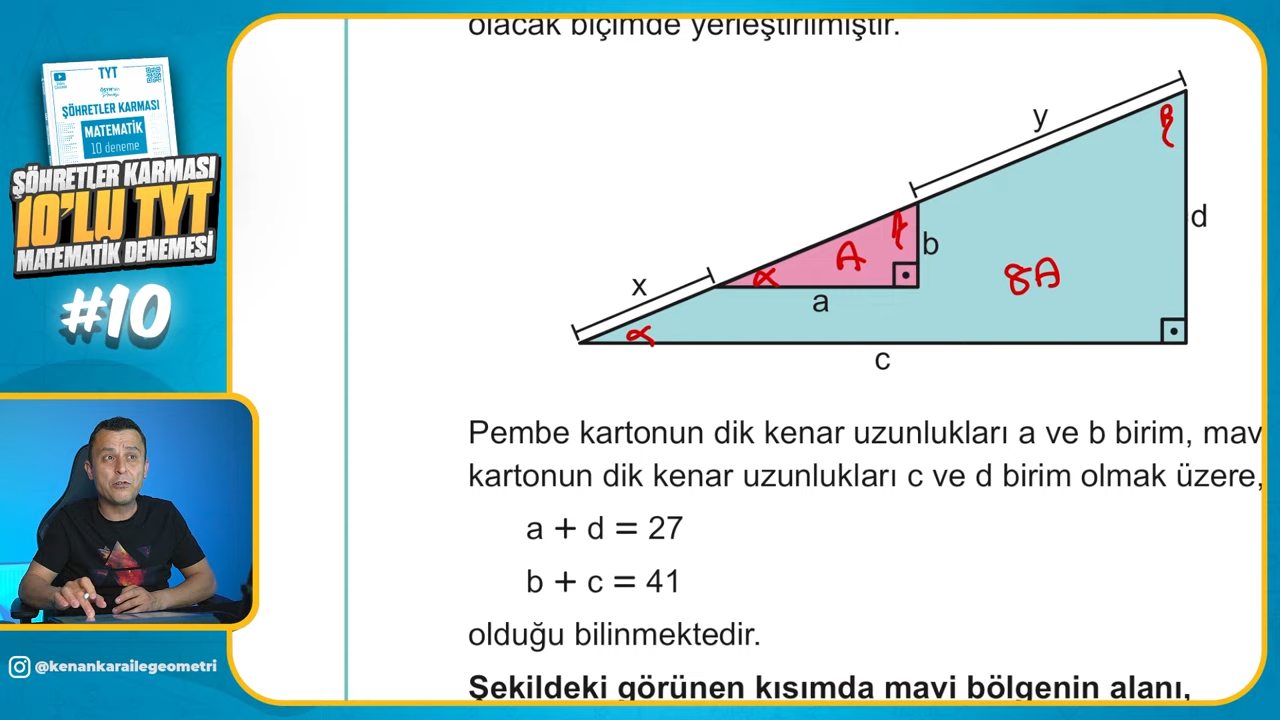 olacak biçimde yerleştirilmiştir.
TYT
ŞÖHRETLER KARMASI
MATEMATİK
10 deneme
ŞÖHRETLER KARMASI
10'LU TYT
MATEMATİK DENEMESİ
#10
y
B
d
A
b
A
8A
x
α
a
α
c
Pembe kartonun dik kenar uzunlukları a ve b birim, mav
kartonun dik kenar uzunlukları c ve d birim olmak üzere,
a + d = 27
b + c = 41
olduğu bilinmektedir.
@kenankarailegeometri
Şekildeki görünen kısımda mavi bölgenin alanı,